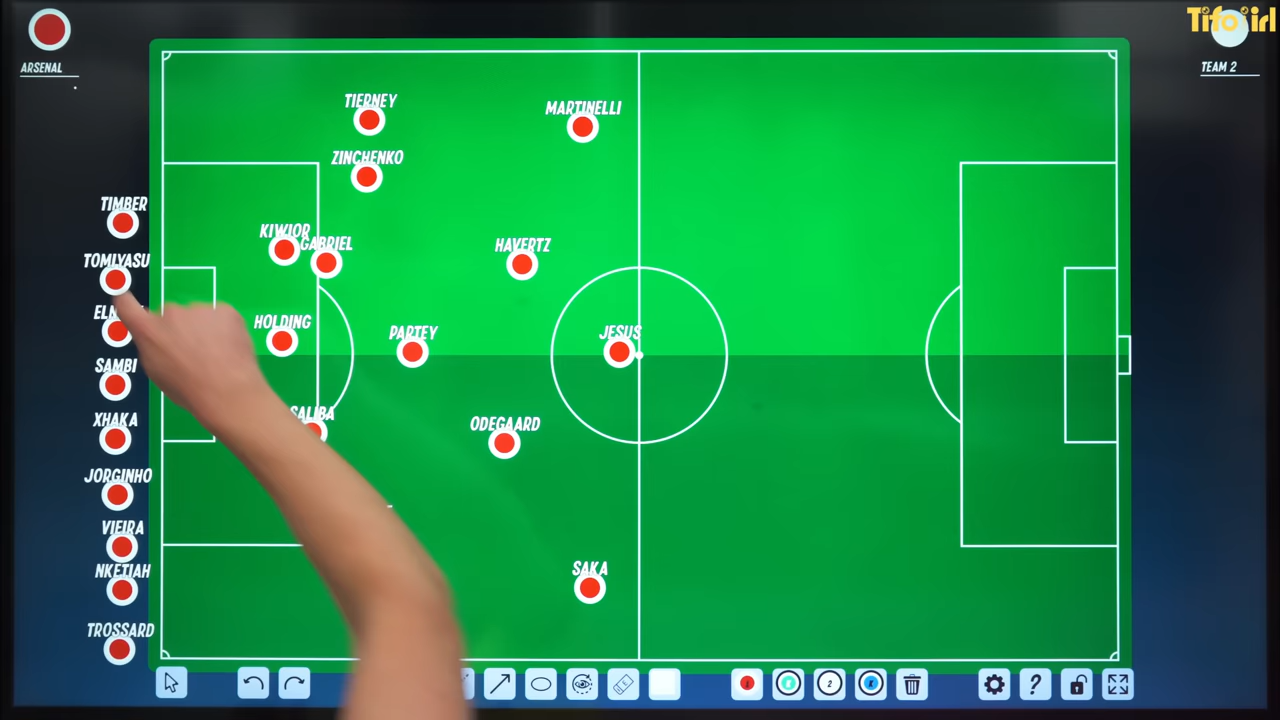 ARSENAL
Tifo irl
TEAM 2
TIERNEY
MARTINELLI
ZINCHENKO
TIMBER
KIWIOR
GABRIEL
HAVERTZ
TOMIYASU
HOLDING
PARTEY
JESUS
SAMBI
SALIBA
XHAKA
ODEGAARD
JORGINHO
VIEIRA
NKETIAH
SAKA
TROSSARD
2
?